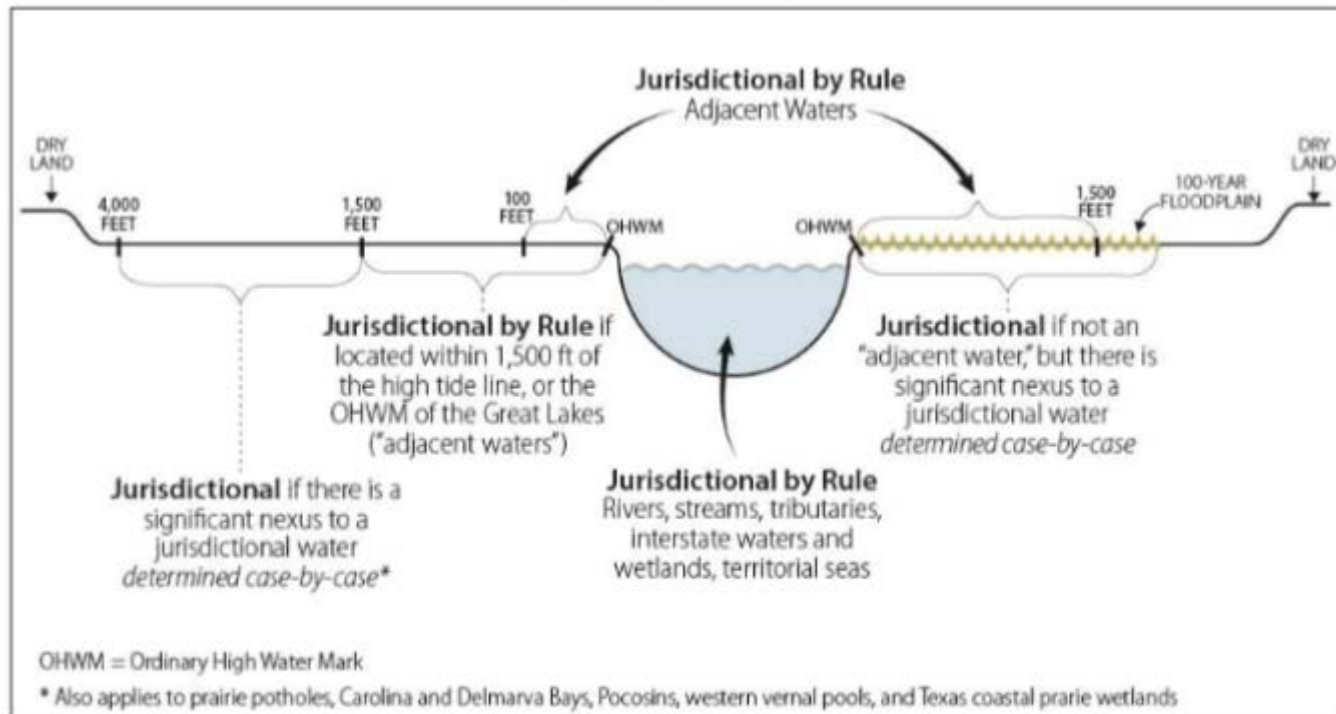 Jurisdictional by Rule
Adjacent Waters
DRY
LAND
4,000
FEET
1,500
FEET
100
FEET
OHWM
OHWM
1,500
FEET
100-YEAR
FLOODPLAIN
DRY
LAND
Jurisdictional by Rule if
located within 1,500 ft of
the high tide line, or the
OHWM of the Great Lakes
("adjacent waters")
Jurisdictional if not an
"adjacent water," but there is
significant nexus to a
jurisdictional water
determined case-by-case
Jurisdictional if there is a
significant nexus to a
jurisdictional water
determined case-by-case*
Jurisdictional by Rule
Rivers, streams, tributaries,
interstate waters and
wetlands, territorial seas
OHWM = Ordinary High Water Mark
* Also applies to prairie potholes, Carolina and Delmarva Bays, Pocosins, western vernal pools, and Texas coastal prarie wetlands